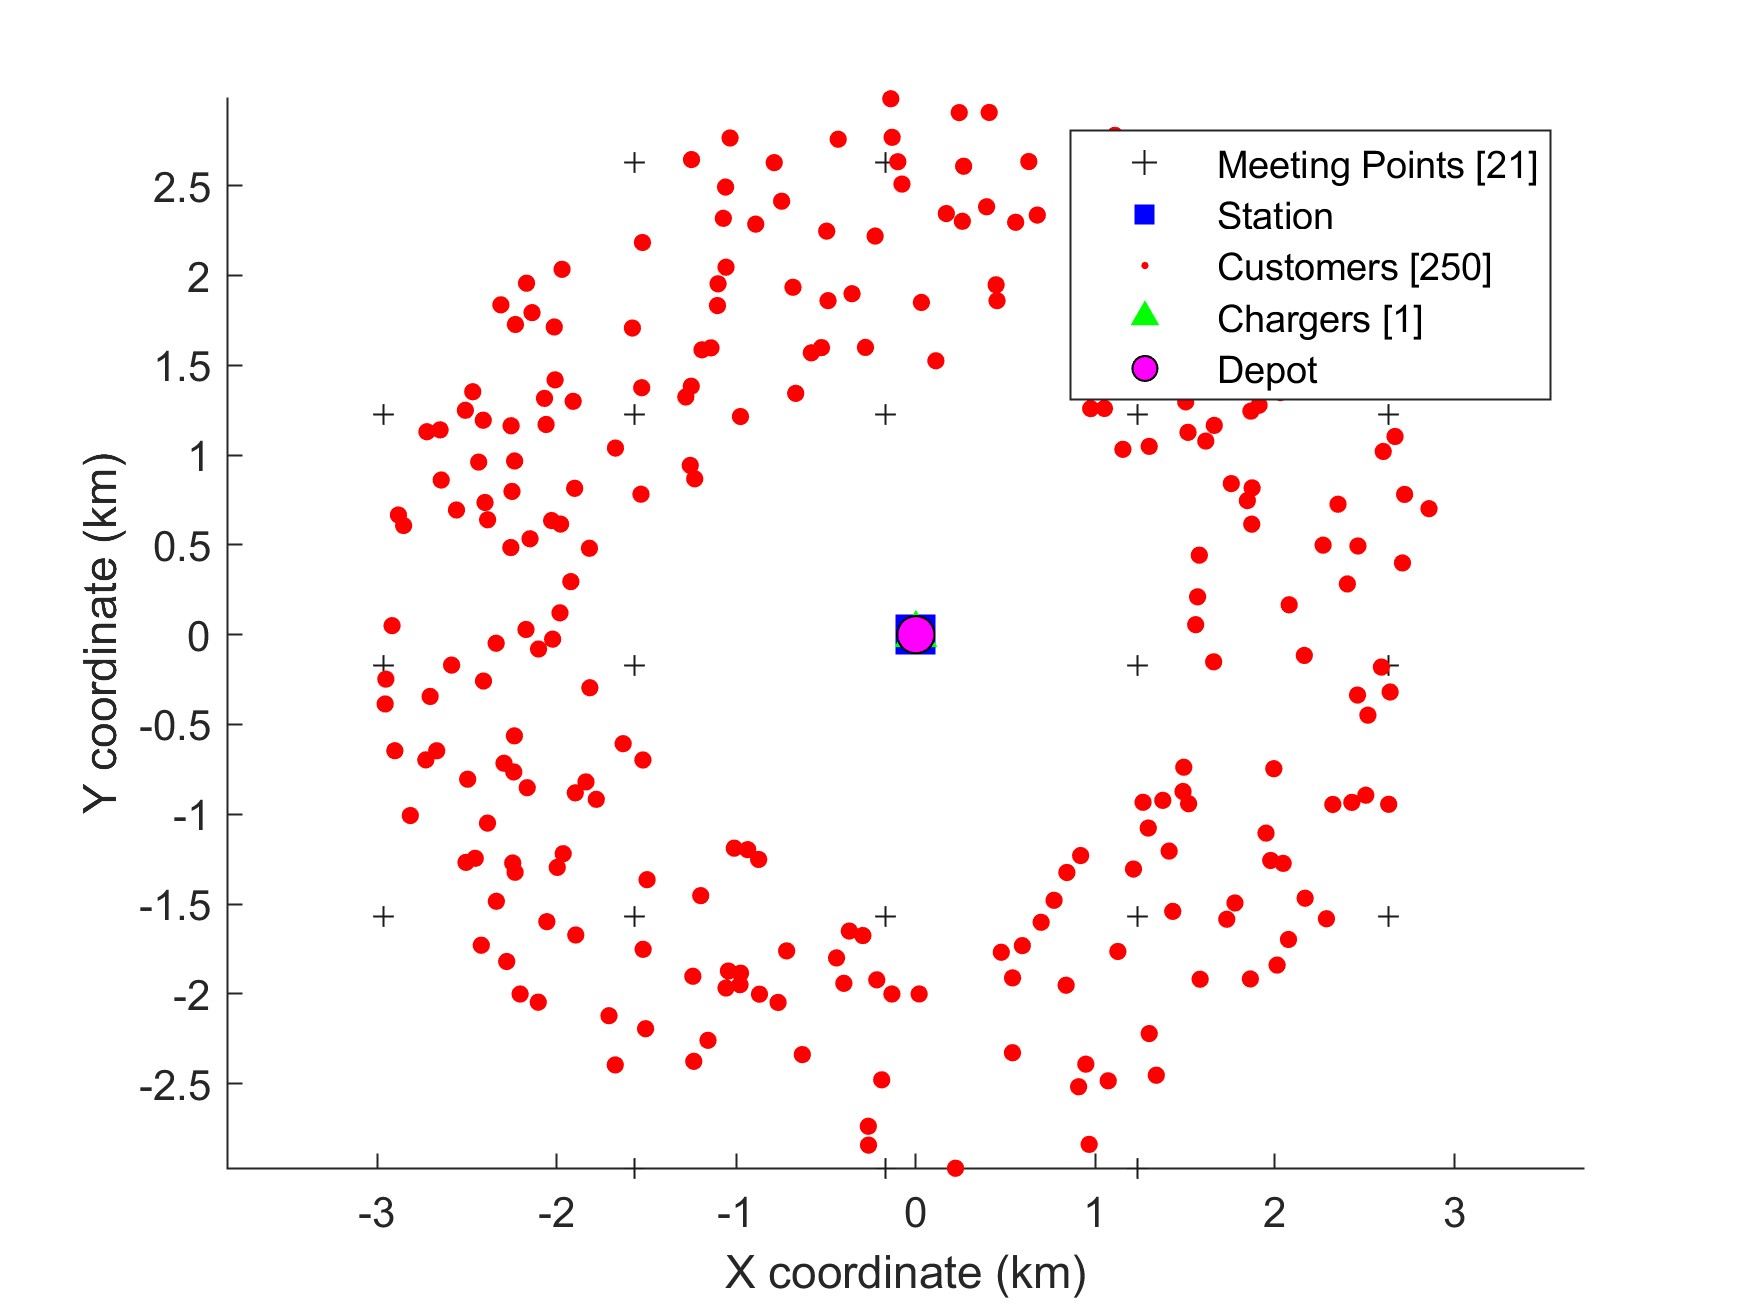 Meeting Points [21]
Station
Customers [250]
Chargers [1]
Depot
2.5
2
1.5
1
0.5
0
-0.5
-1
-1.5
-2
-2.5
Y coordinate (km)
-3 -2 -1 0 1 2 3
X coordinate (km)